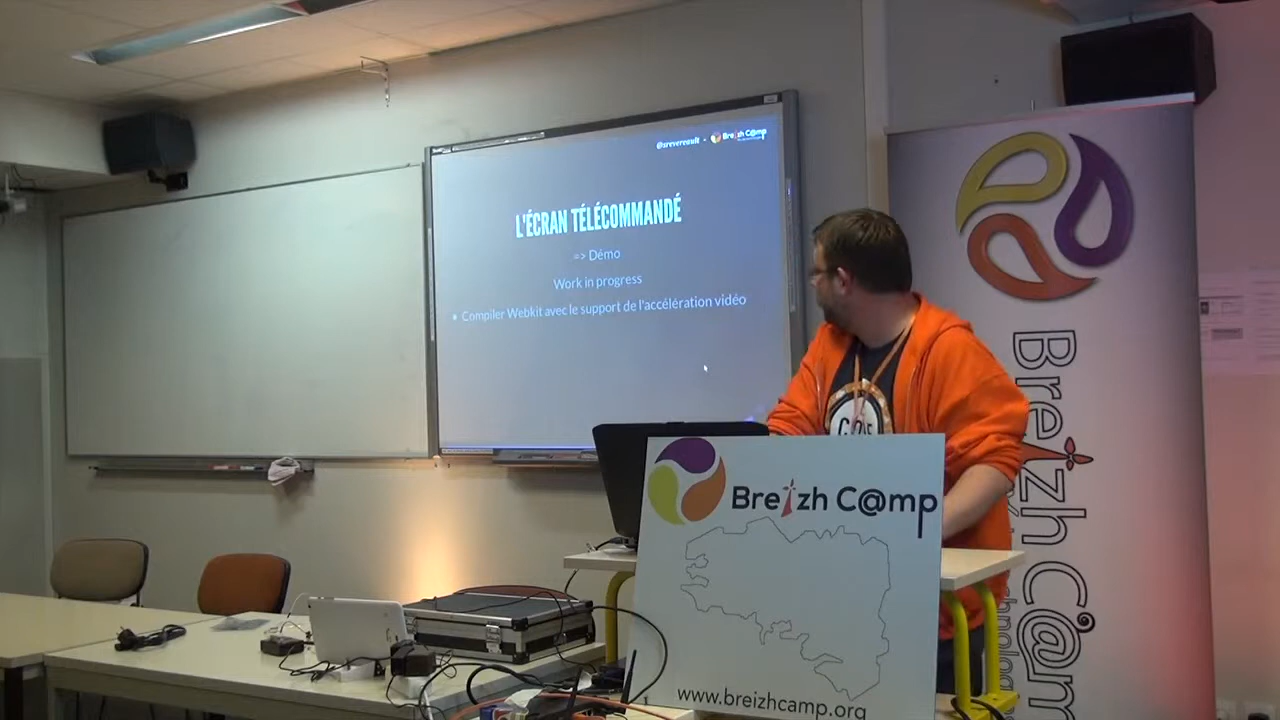 @srevereault - Breizh C@mp
L'ÉCRAN TÉLÉCOMMANDÉ
=> Démo
Work in progress
• Compiler Webkit avec le support de l'accélération vidéo
Breizh C@mp
www.breizhcamp.org
Breizh C@mp